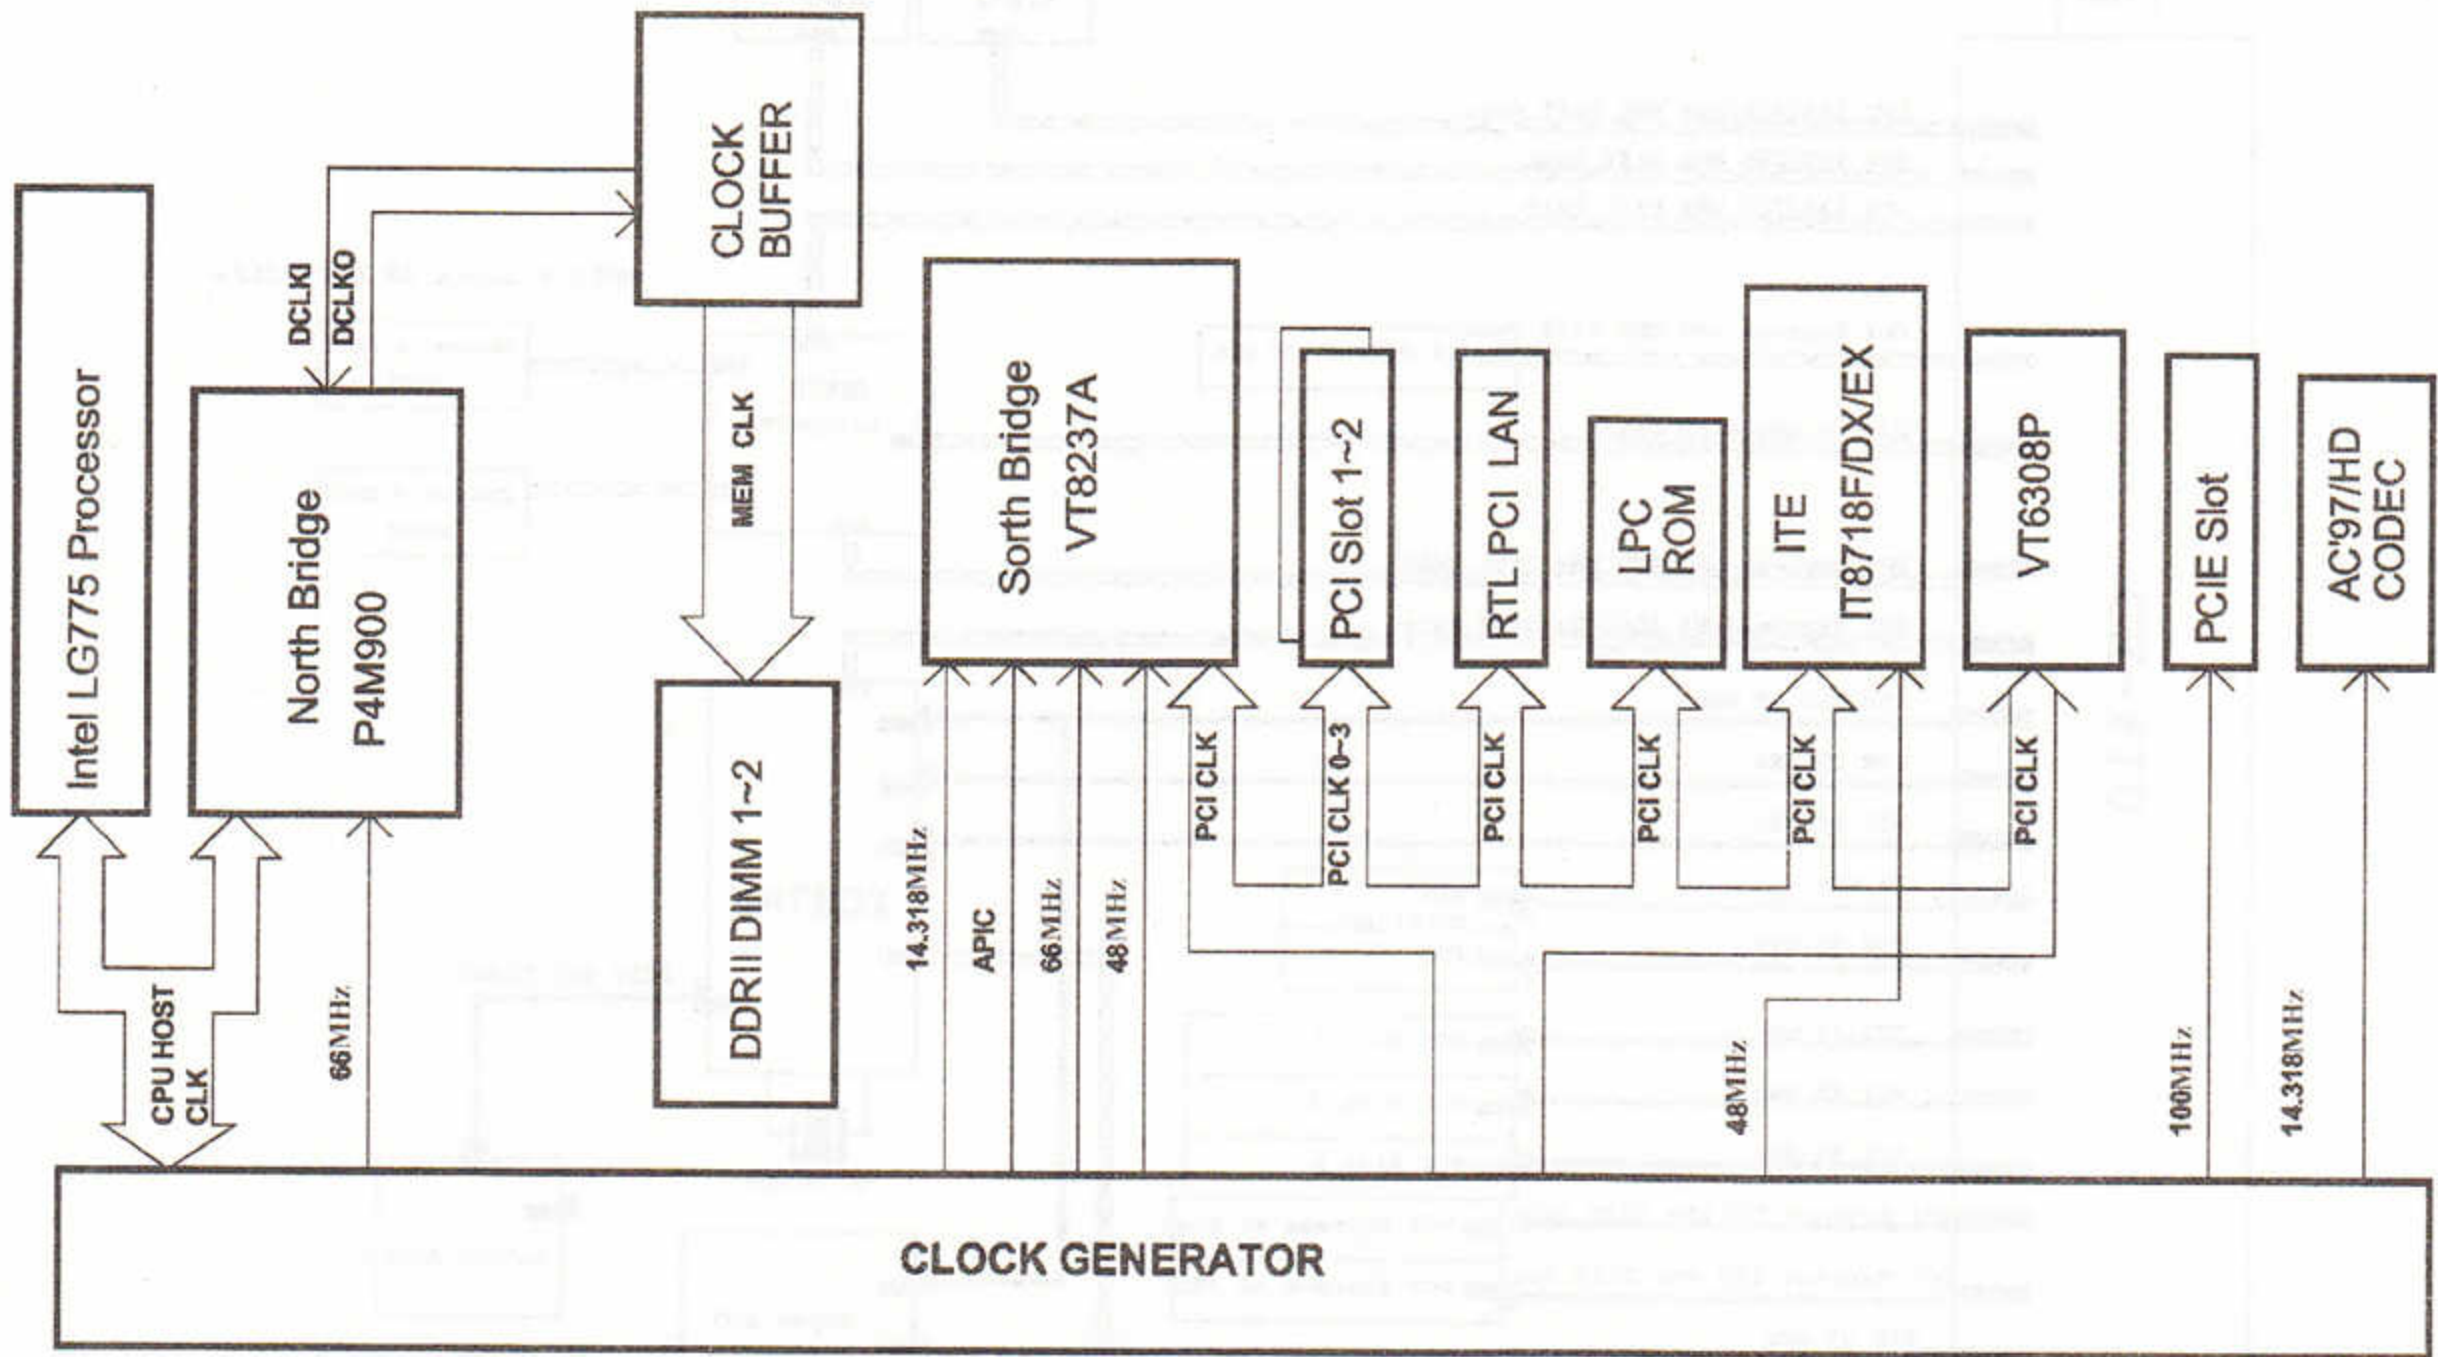 Intel LG775 Processor
North Bridge
P4M900
DCLKI
DCLKO
CLOCK
BUFFER
CPU HOST
CLK
66MHz
MEM CLK
DDRII DIMM 1~2
Sorth Bridge
VT8237A
14.318MHz
APIC
66MHz
48MHz
PCI CLK
PCI Slot 1~2
PCI CLK 0~3
RTL PCI LAN
PCI CLK
LPC
ROM
PCI CLK
ITE
IT8718F/DX/EX
PCI CLK
48MHz
VT6308P
PCI CLK
PCIE Slot
100MHz
AC'97/HD
CODEC
14.318MHz
CLOCK GENERATOR